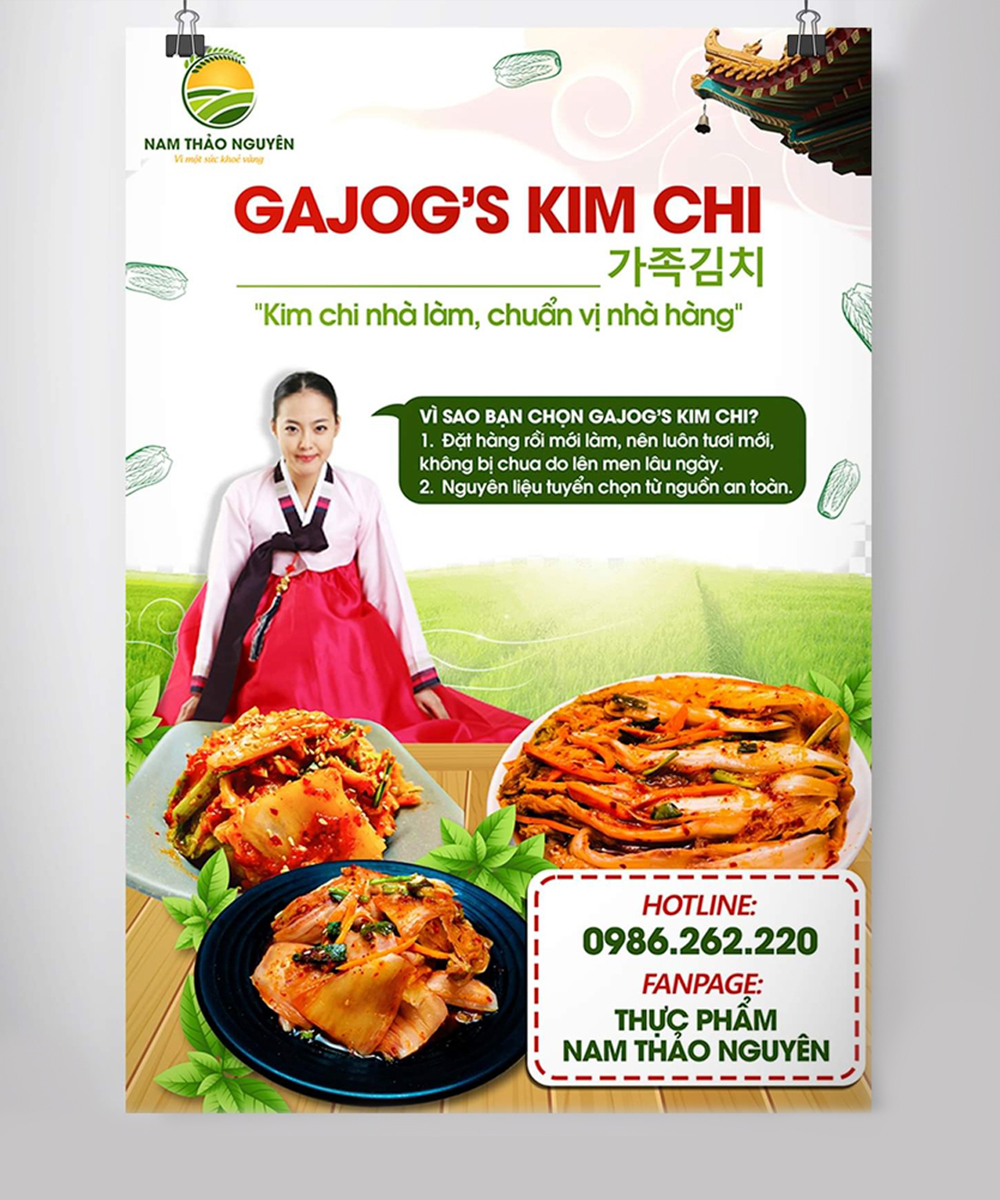 NAM THẢO NGUYÊN
Vì một sức khoẻ vàng
GAJOG'S KIM CHI
가족김치
"Kim chi nhà làm, chuẩn vị nhà hàng"
VÌ SAO BẠN CHỌN GAJOG'S KIM CHI?
1. Đặt hàng rồi mới làm, nên luôn tươi mới,
không bị chua do lên men lâu ngày.
2. Nguyên liệu tuyển chọn từ nguồn an toàn.
HOTLINE:
0986.262.220
FANPAGE:
THỰC PHẨM
NAM THẢO NGUYÊN